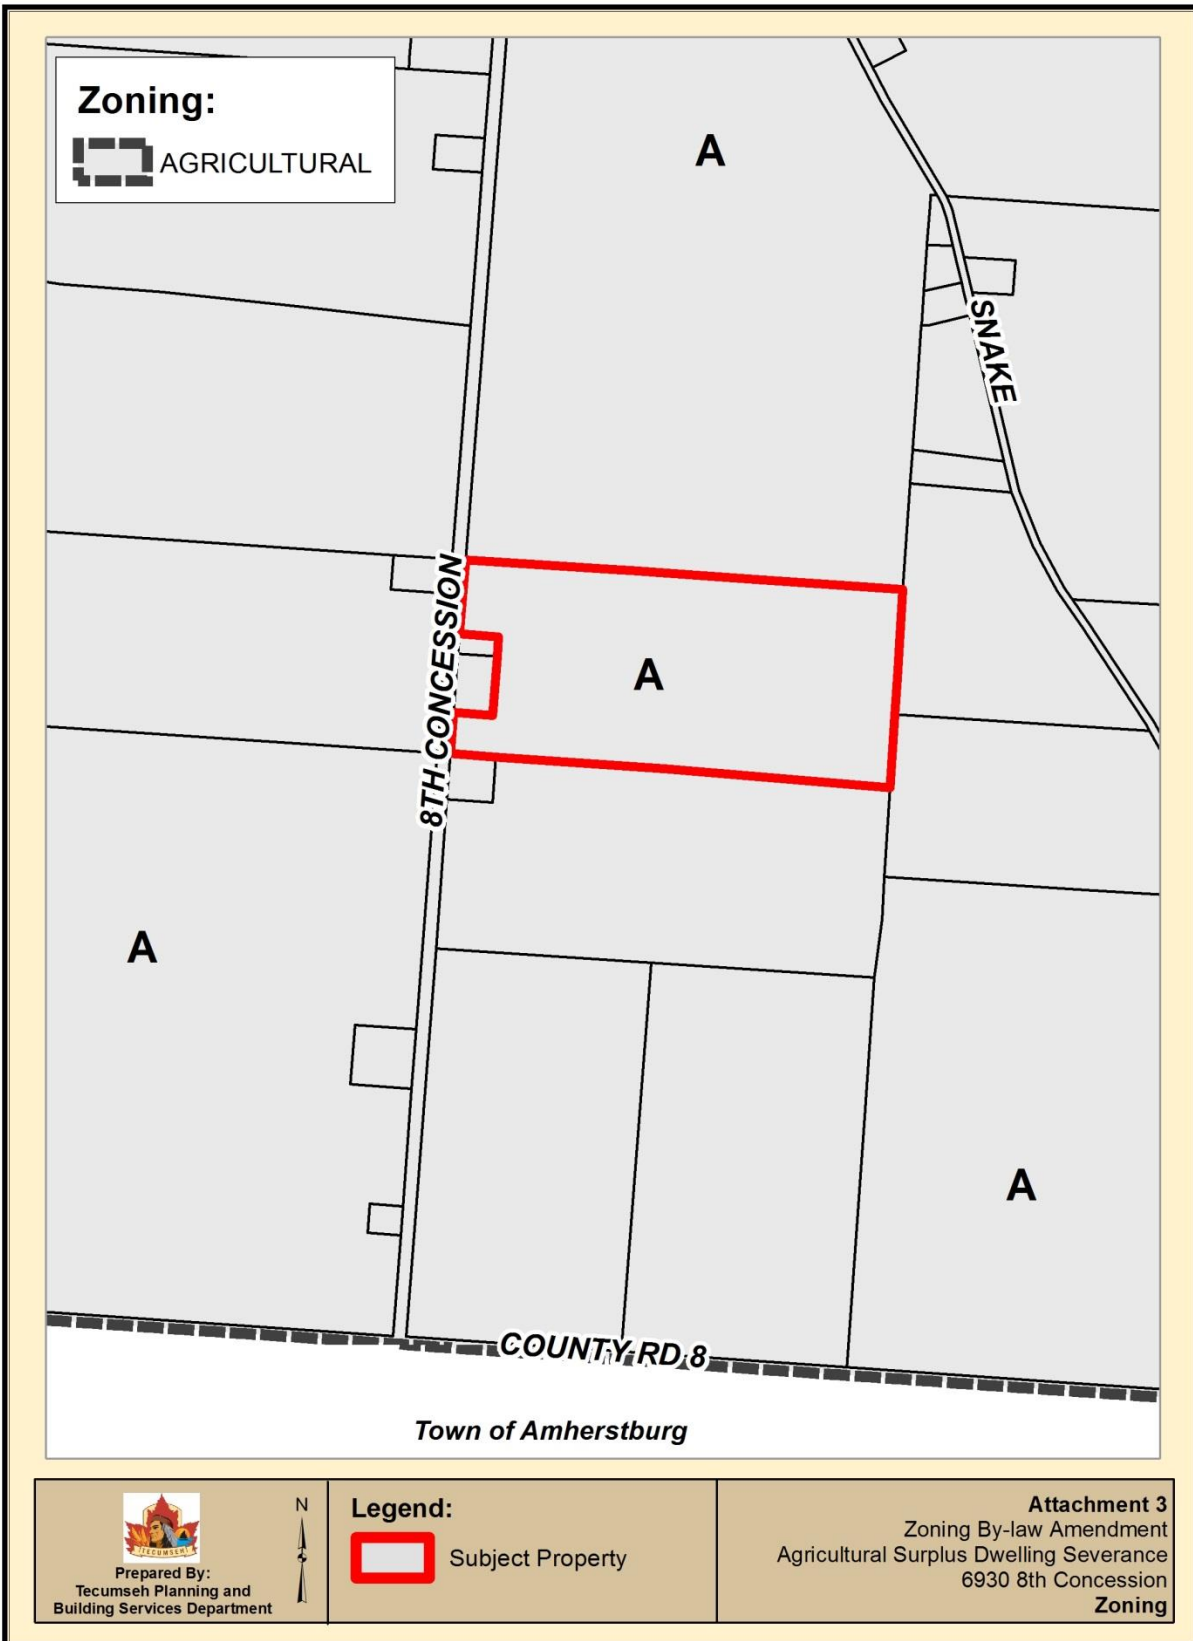 Zoning:
AGRICULTURAL
A
SNAKE
8TH CONCESSION
A
A
A
COUNTY RD 8
Town of Amherstburg
TECUMSEH
Prepared By:
Tecumseh Planning and
Building Services Department
N
Legend:
Subject Property
Attachment 3
Zoning By-law Amendment
Agricultural Surplus Dwelling Severance
6930 8th Concession
Zoning